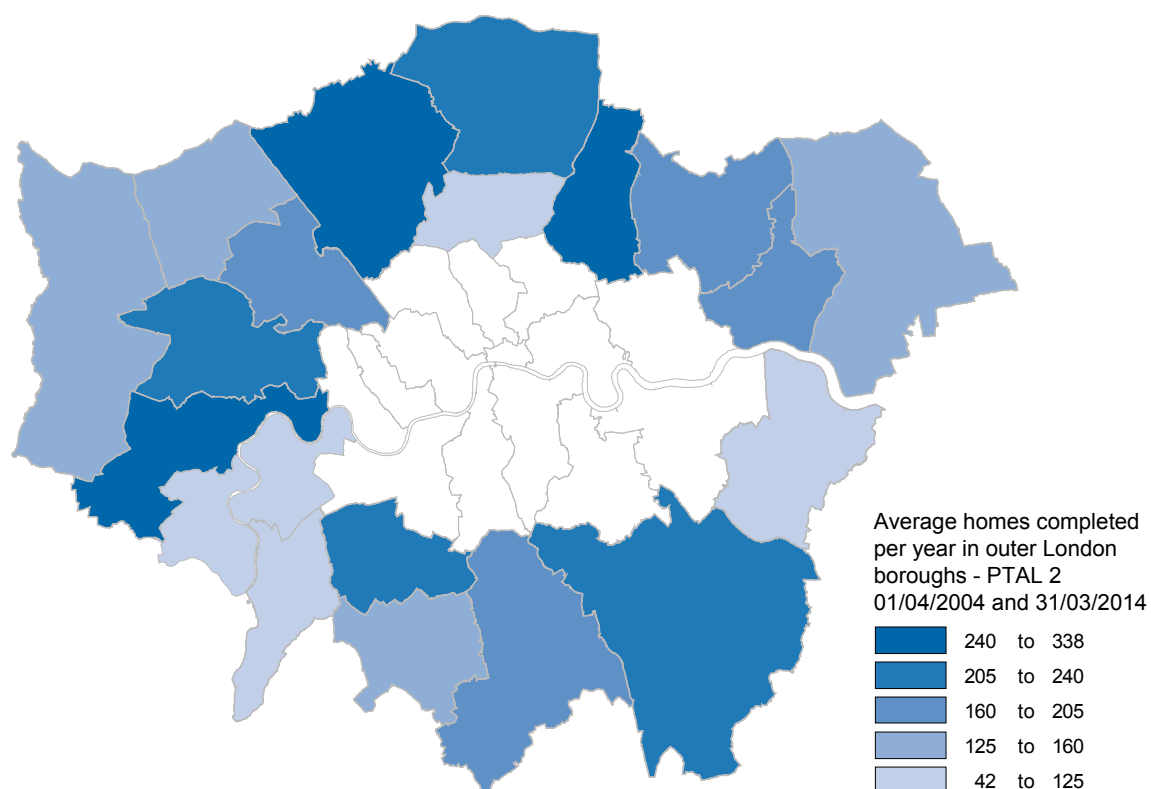 Average homes completed
per year in outer London
boroughs - PTAL 2
01/04/2004 and 31/03/2014
240 to 338
205 to 240
160 to 205
125 to 160
42 to 125